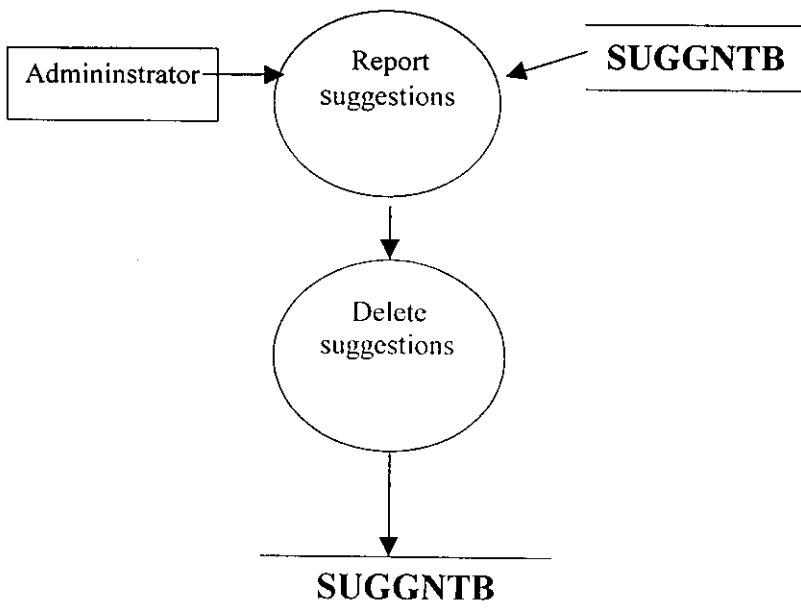 Admininstrator
Report
suggestions
SUGGNTB
Delete
suggestions
SUGGNTB